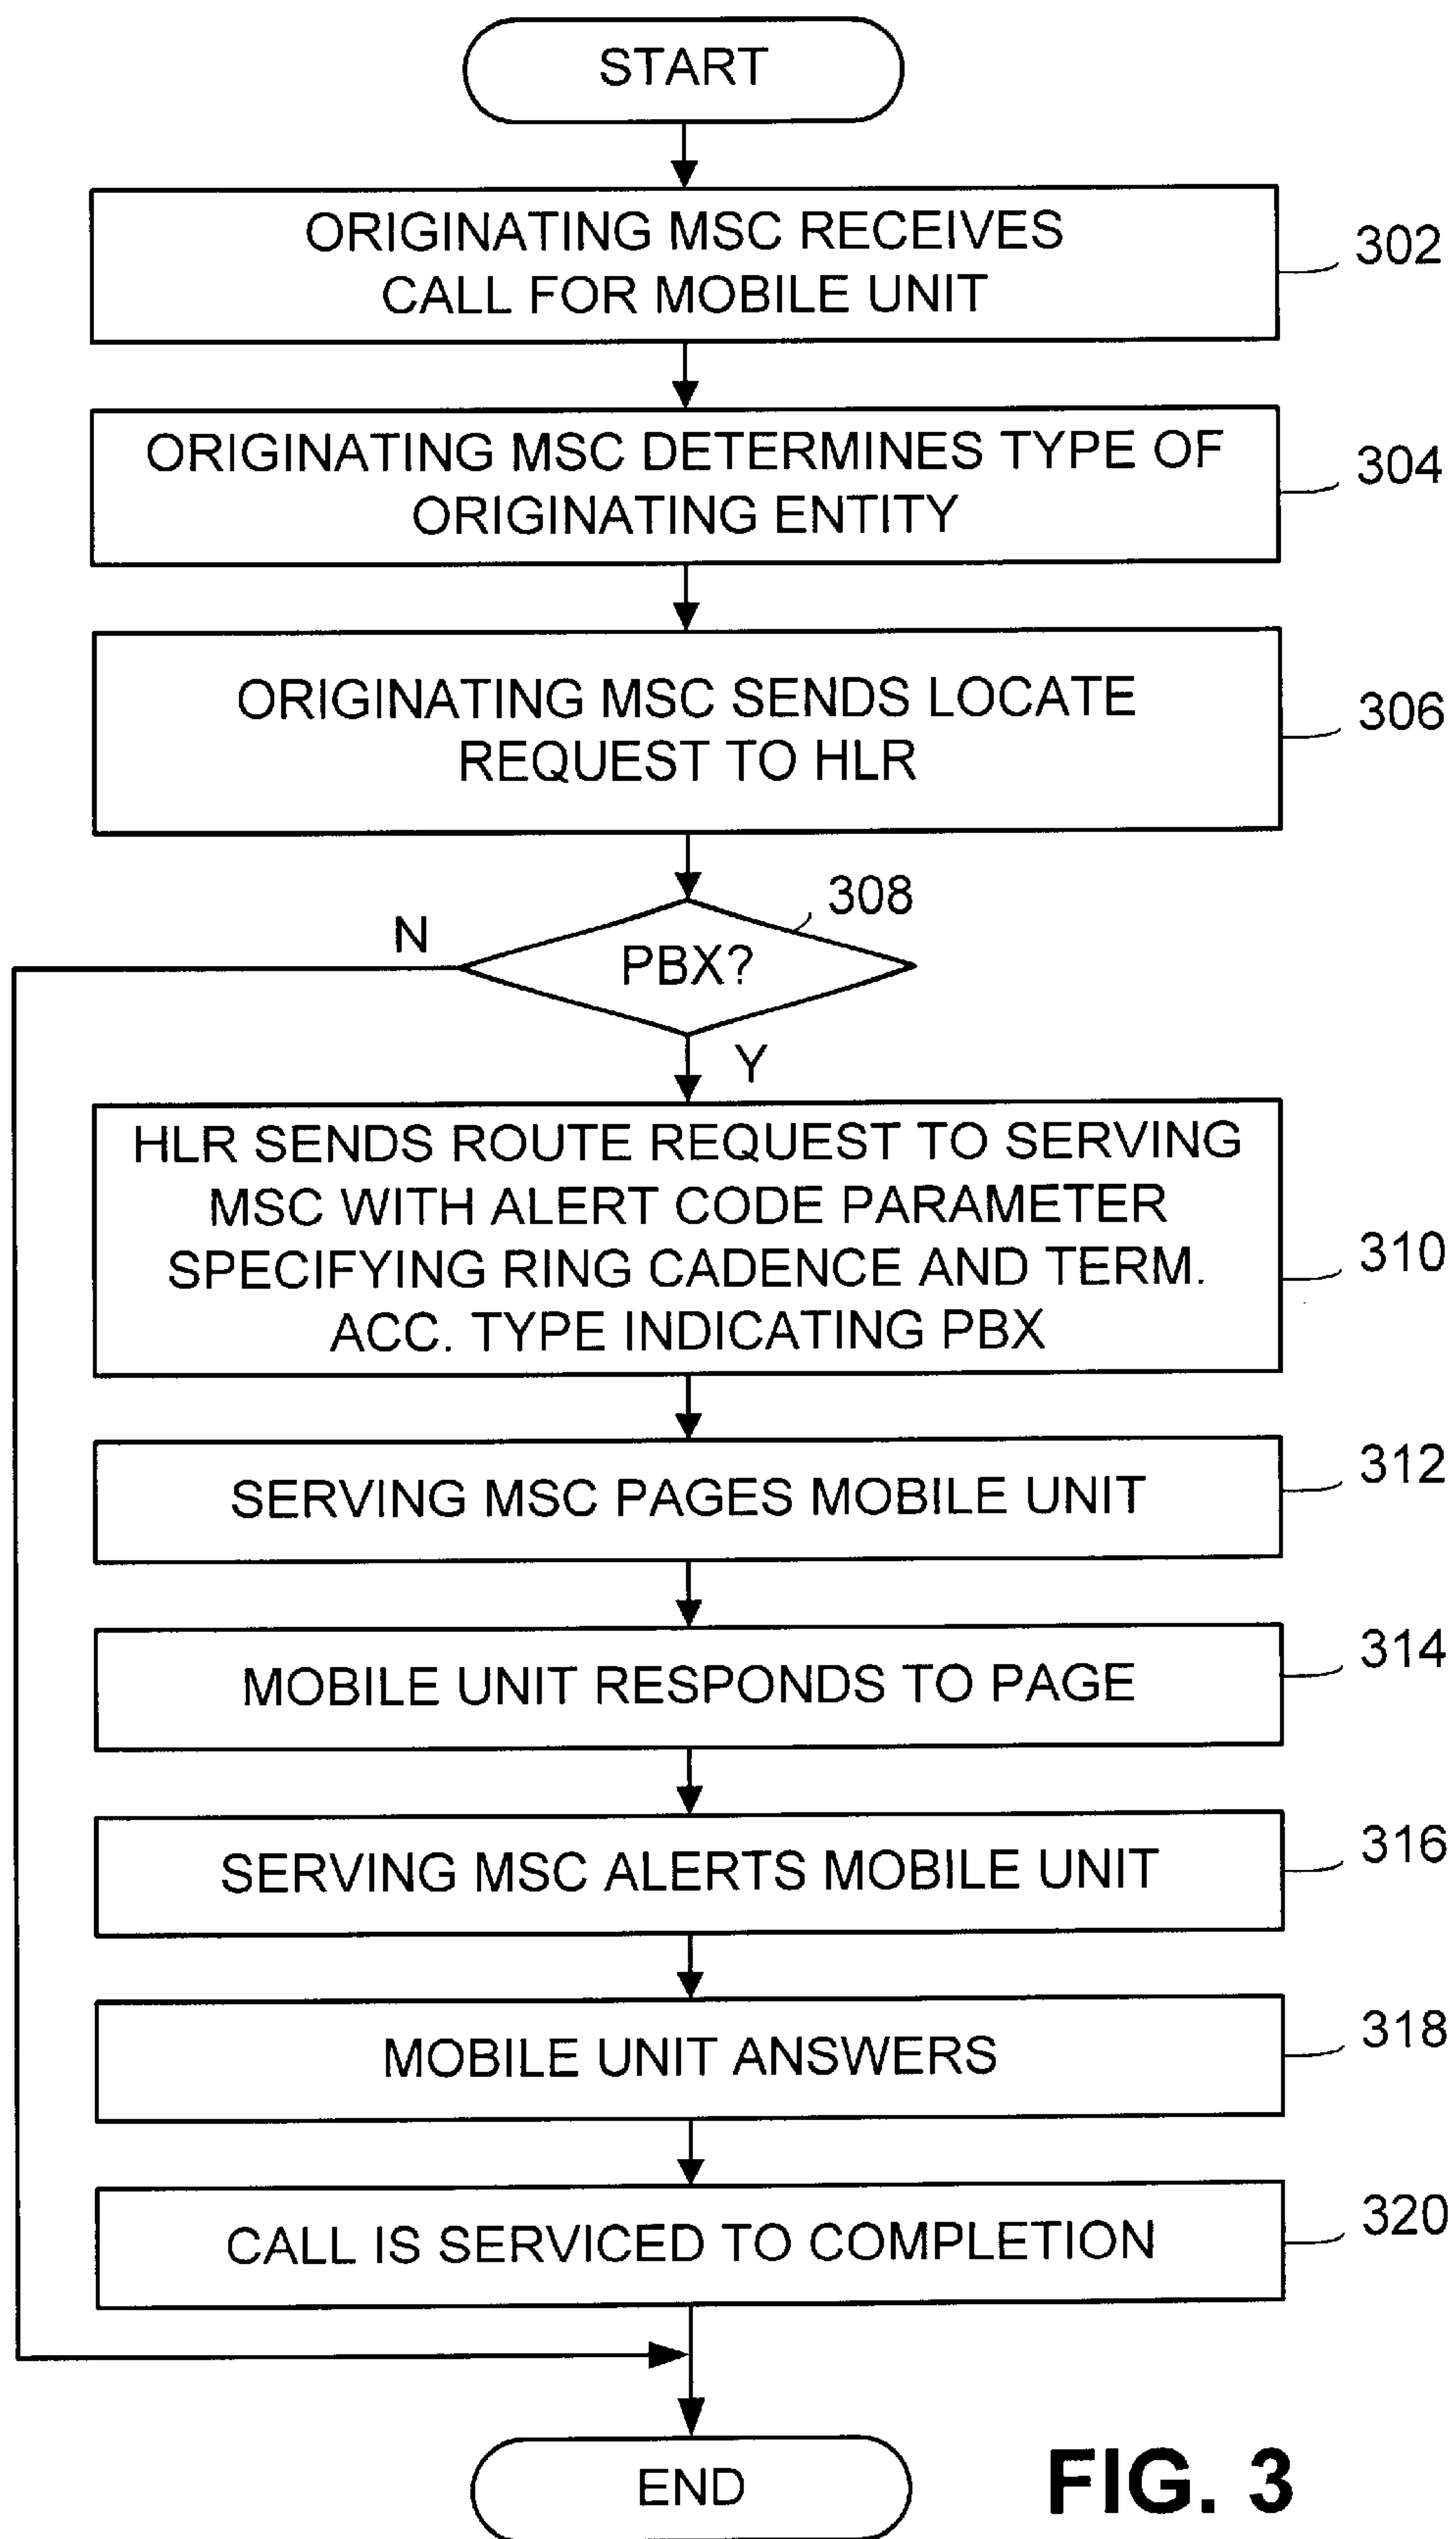 START
ORIGINATING MSC RECEIVES
CALL FOR MOBILE UNIT
302
ORIGINATING MSC DETERMINES TYPE OF
ORIGINATING ENTITY
304
ORIGINATING MSC SENDS LOCATE
REQUEST TO HLR
306
308
N
PBX?
Y
HLR SENDS ROUTE REQUEST TO SERVING
MSC WITH ALERT CODE PARAMETER
SPECIFYING RING CADENCE AND TERM.
ACC. TYPE INDICATING PBX
310
SERVING MSC PAGES MOBILE UNIT
312
MOBILE UNIT RESPONDS TO PAGE
314
SERVING MSC ALERTS MOBILE UNIT
316
MOBILE UNIT ANSWERS
318
CALL IS SERVICED TO COMPLETION
320
END
FIG. 3